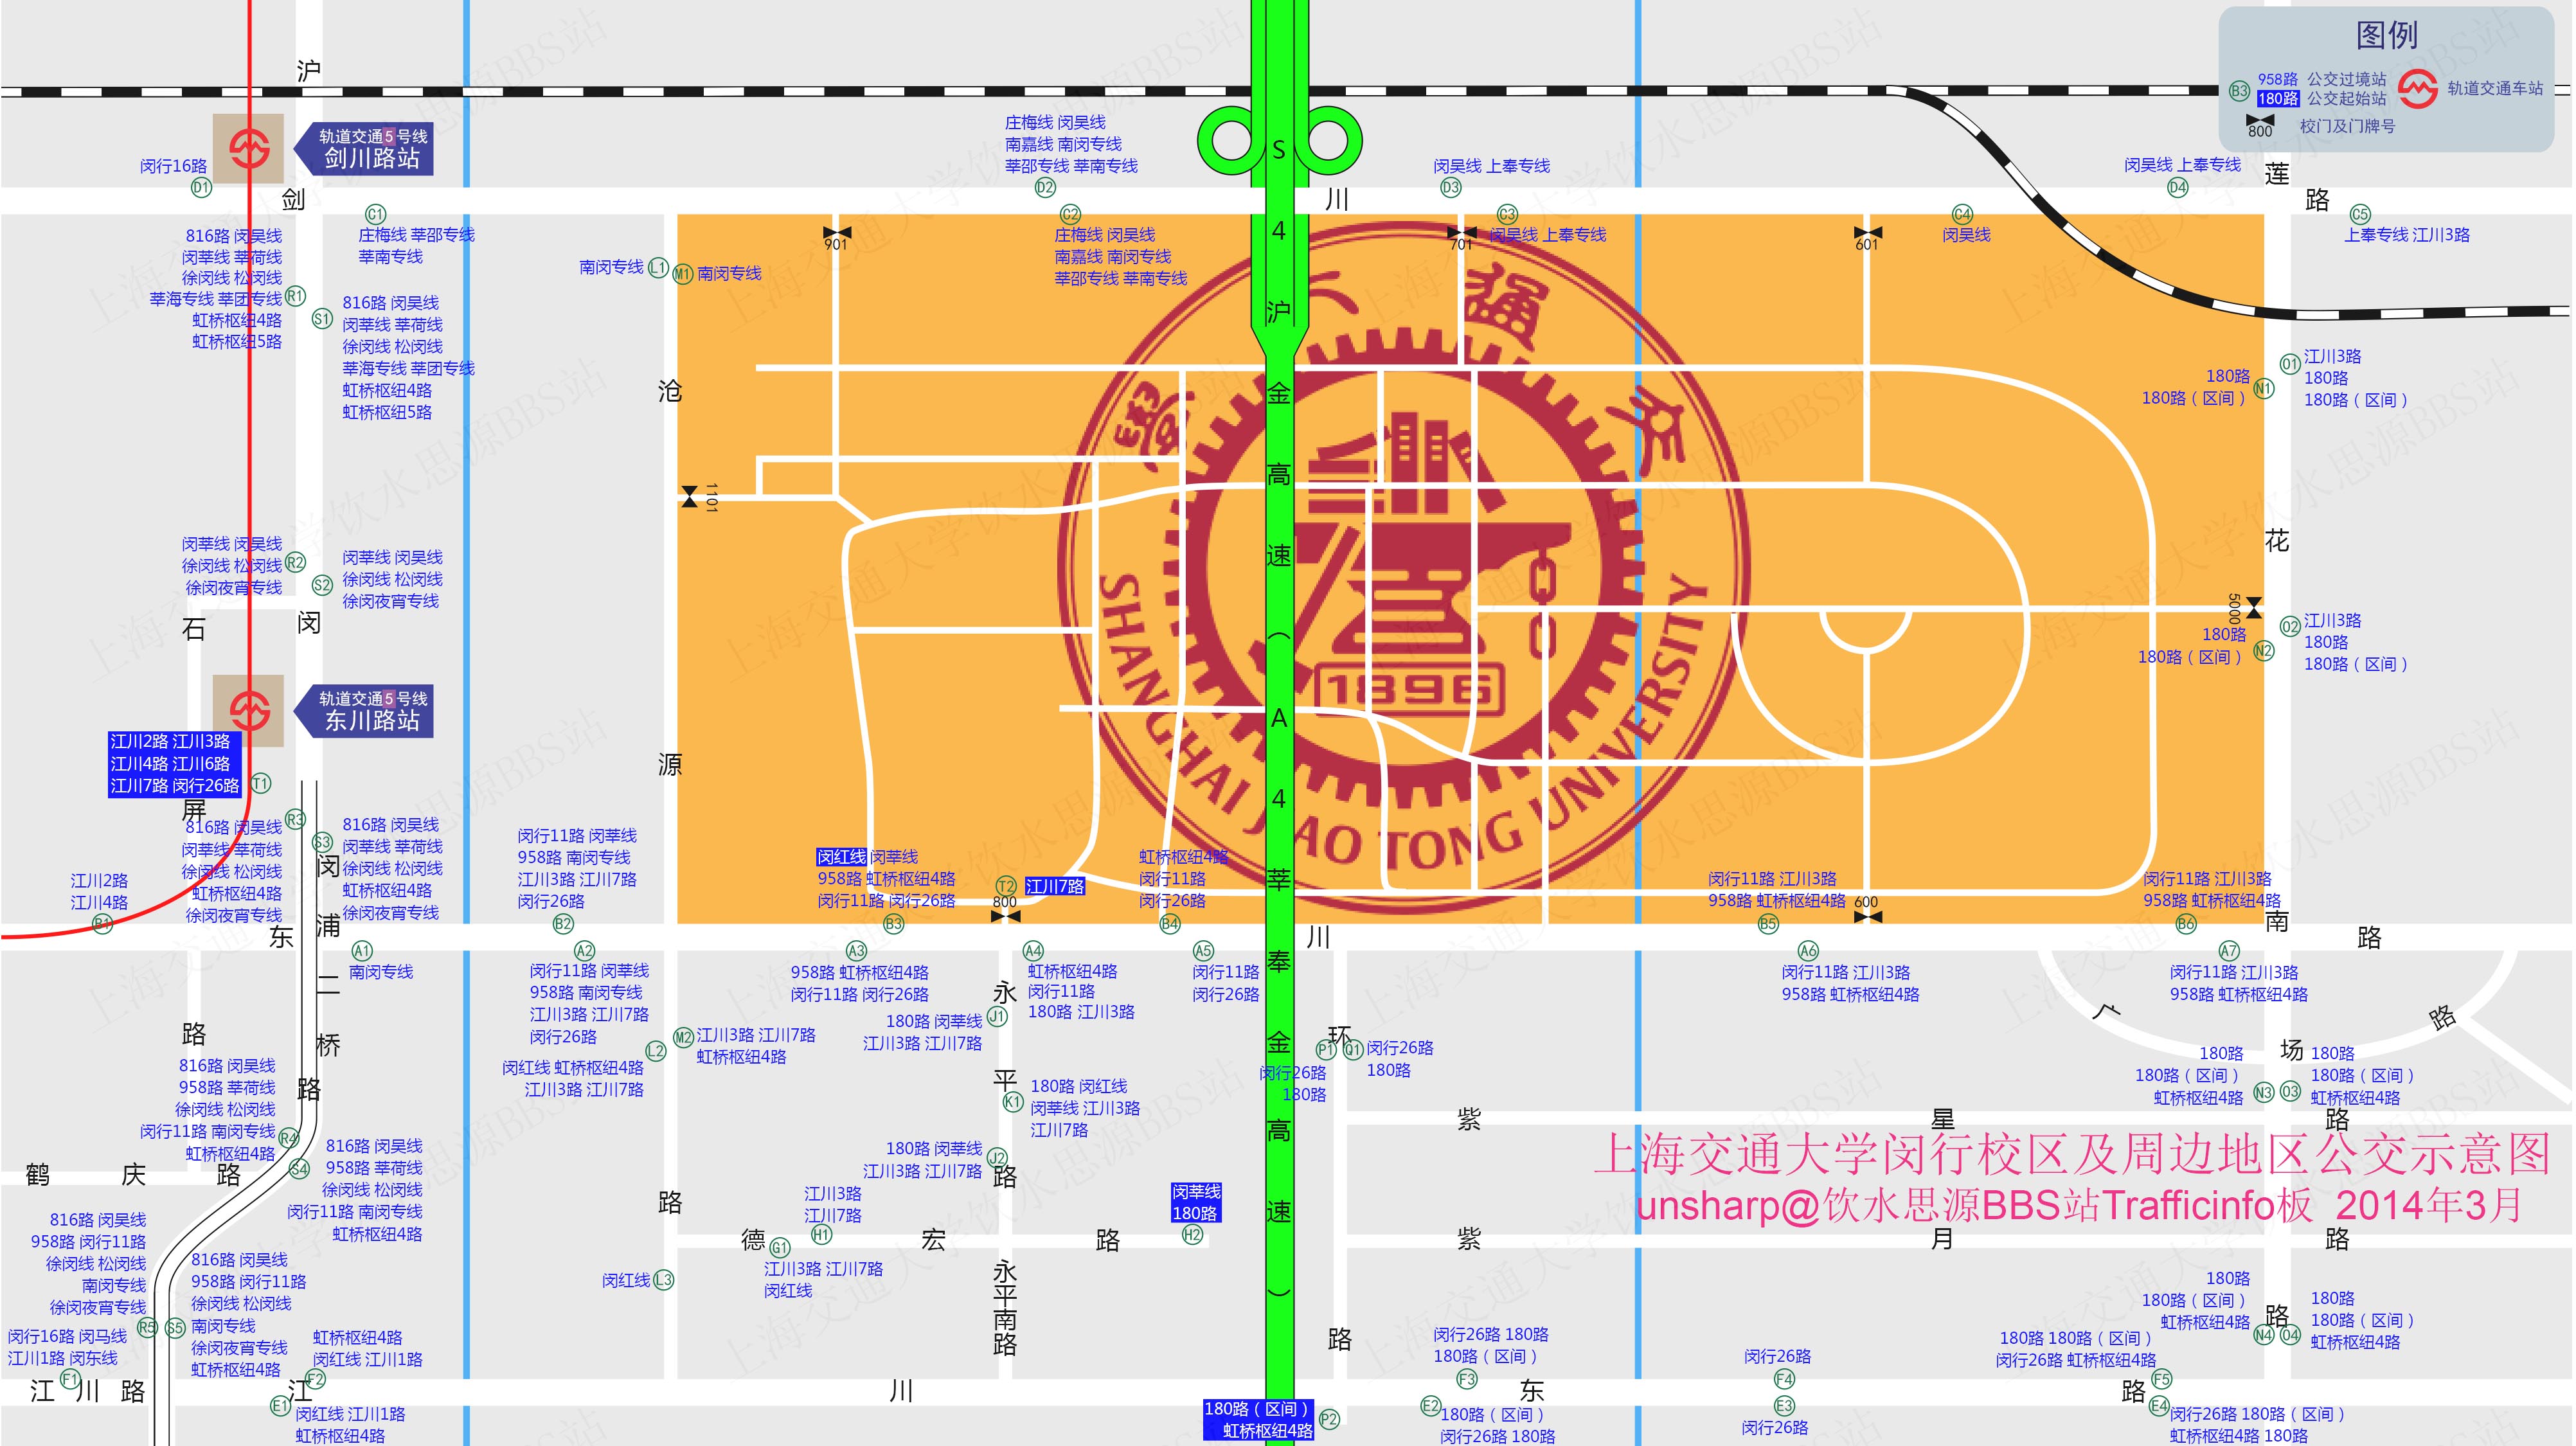 图例
958路 公交过境站
B3
180路 公交起始站
轨道交通车站
800
校门及门牌号
沪
轨道交通5号线
剑川路站
闵行16路
D1
剑
C1
庄梅线 莘邵专线
莘南专线
庄梅线 闵昊线
南嘉线 南闵专线
莘邵专线 莘南专线
D2
C2
庄梅线 闵昊线
南嘉线 南闵专线
莘邵专线 莘南专线
川
闵昊线 上奉专线
D3
C3
闵昊线 上奉专线
闵昊线 上奉专线
D4
C4
闵昊线
莲
路
C5
上奉专线 江川3路
901
701
601
816路 闵昊线
闵莘线 莘荷线
徐闵线 松闵线
莘海专线 莘团专线
虹桥枢纽4路
虹桥枢纽5路
R1
S1
816路 闵昊线
闵莘线 莘荷线
徐闵线 松闵线
莘海专线 莘团专线
虹桥枢纽4路
虹桥枢纽5路
南闵专线
L1
M1
南闵专线
S
4
沪
金
高
速
（
A
4
莘
奉
金
高
速
）
沧
1101
SHANGHAI JIAO TONG UNIVERSITY
1896
180路
180路（区间）
N1
O1
江川3路
180路
180路（区间）
花
闵莘线 闵昊线
徐闵线 松闵线
徐闵夜宵专线
R2
S2
闵莘线 闵昊线
徐闵线 松闵线
徐闵夜宵专线
石
闵
5000
180路
180路（区间）
N2
O2
江川3路
180路
180路（区间）
轨道交通5号线
东川路站
江川2路 江川3路
江川4路 江川6路
江川7路 闵行26路
T1
源
屏
816路 闵昊线
闵莘线 莘荷线
徐闵线 松闵线
虹桥枢纽4路
徐闵夜宵专线
R3
S3
816路 闵昊线
闵莘线 莘荷线
徐闵线 松闵线
虹桥枢纽4路
徐闵夜宵专线
闵
浦
二
桥
路
江川2路
江川4路
B1
闵行11路 闵莘线
958路 南闵专线
江川3路 江川7路
闵行26路
B2
闵红线 闵莘线
958路 虹桥枢纽4路
闵行11路 闵行26路
B3
T2
江川7路
800
虹桥枢纽4路
闵行11路
闵行26路
B4
闵行11路 江川3路
958路 虹桥枢纽4路
B5
600
闵行11路 江川3路
958路 虹桥枢纽4路
B6
南
东
川
路
A1
南闵专线
A2
闵行11路 闵莘线
958路 南闵专线
江川3路 江川7路
闵行26路
A3
958路 虹桥枢纽4路
闵行11路 闵行26路
A4
虹桥枢纽4路
闵行11路
180路 江川3路
A5
闵行11路
闵行26路
A6
闵行11路 江川3路
958路 虹桥枢纽4路
A7
闵行11路 江川3路
958路 虹桥枢纽4路
路
永
平
路
J1
180路 闵莘线
江川3路 江川7路
M2
江川3路 江川7路
虹桥枢纽4路
L2
闵红线 虹桥枢纽4路
江川3路 江川7路
K1
180路 闵红线
闵莘线 江川3路
江川7路
180路 闵莘线
江川3路 江川7路
J2
环
P1
Q1
闵行26路
180路
闵行26路
180路
广
场
路
180路
180路（区间）
虹桥枢纽4路
N3
O3
180路
180路（区间）
虹桥枢纽4路
紫
星
路
816路 闵昊线
958路 莘荷线
徐闵线 松闵线
闵行11路 南闵专线
虹桥枢纽4路
R4
S4
816路 闵昊线
958路 莘荷线
徐闵线 松闵线
闵行11路 南闵专线
虹桥枢纽4路
鹤
庆
路
上海交通大学闵行校区及周边地区公交示意图
unsharp@饮水思源BBS站Trafficinfo板 2014年3月
路
江川3路
江川7路
H1
德
宏
路
G1
江川3路 江川7路
闵红线
闵莘线
180路
H2
紫
月
路
闵红线
L3
永
平
南
路
816路 闵昊线
958路 闵行11路
徐闵线 松闵线
南闵专线
徐闵夜宵专线
R5
S5
816路 闵昊线
958路 闵行11路
徐闵线 松闵线
南闵专线
徐闵夜宵专线
虹桥枢纽4路
闵行16路 闵马线
江川1路 闵东线
F1
虹桥枢纽4路
闵红线 江川1路
F2
江
川
路
江
川
东
路
E1
闵红线 江川1路
虹桥枢纽4路
180路（区间）
虹桥枢纽4路
P2
路
闵行26路 180路
180路（区间）
F3
E2
180路（区间）
闵行26路 180路
闵行26路
F4
E3
闵行26路
180路 180路（区间）
闵行26路 虹桥枢纽4路
F5
E4
闵行26路 180路（区间）
虹桥枢纽4路 180路
180路
180路（区间）
虹桥枢纽4路
路
N4
O4
180路
180路（区间）
虹桥枢纽4路
上海交通大学饮水思源BBS站